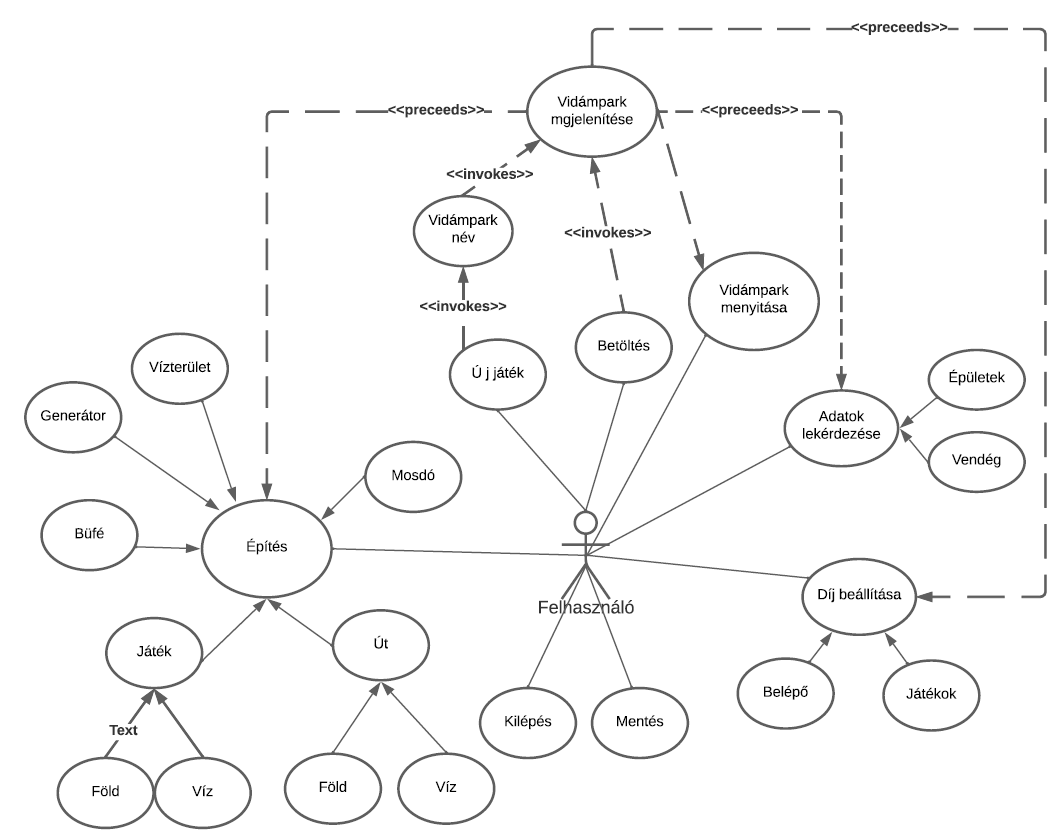 <<preceeds>>
Vidámpark
mgjelenítése
<<preceeds>>
<<preceeds>>
<<invokes>>
Vidámpark
név
<<invokes>>
Vidámpark
menyitása
<<invokes>>
Ú j játék
Betöltés
Vízterület
Generátor
Épületek
Adatok
lekérdezése
Vendég
Mosdó
Büfé
Építés
Felhasználó
Díj beállítása
Játék
Út
Belépő
Játékok
Kilépés
Mentés
Text
Föld
Víz
Föld
Víz